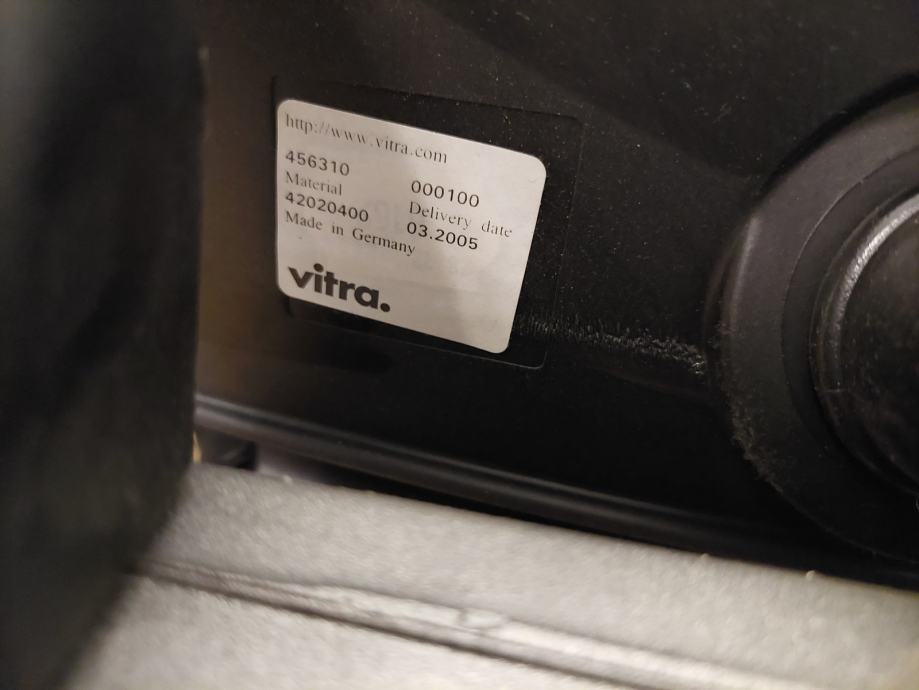 http://www.vitra.com
456310 000100
Material Delivery date
42020400 03.2005
Made in Germany
vitra.